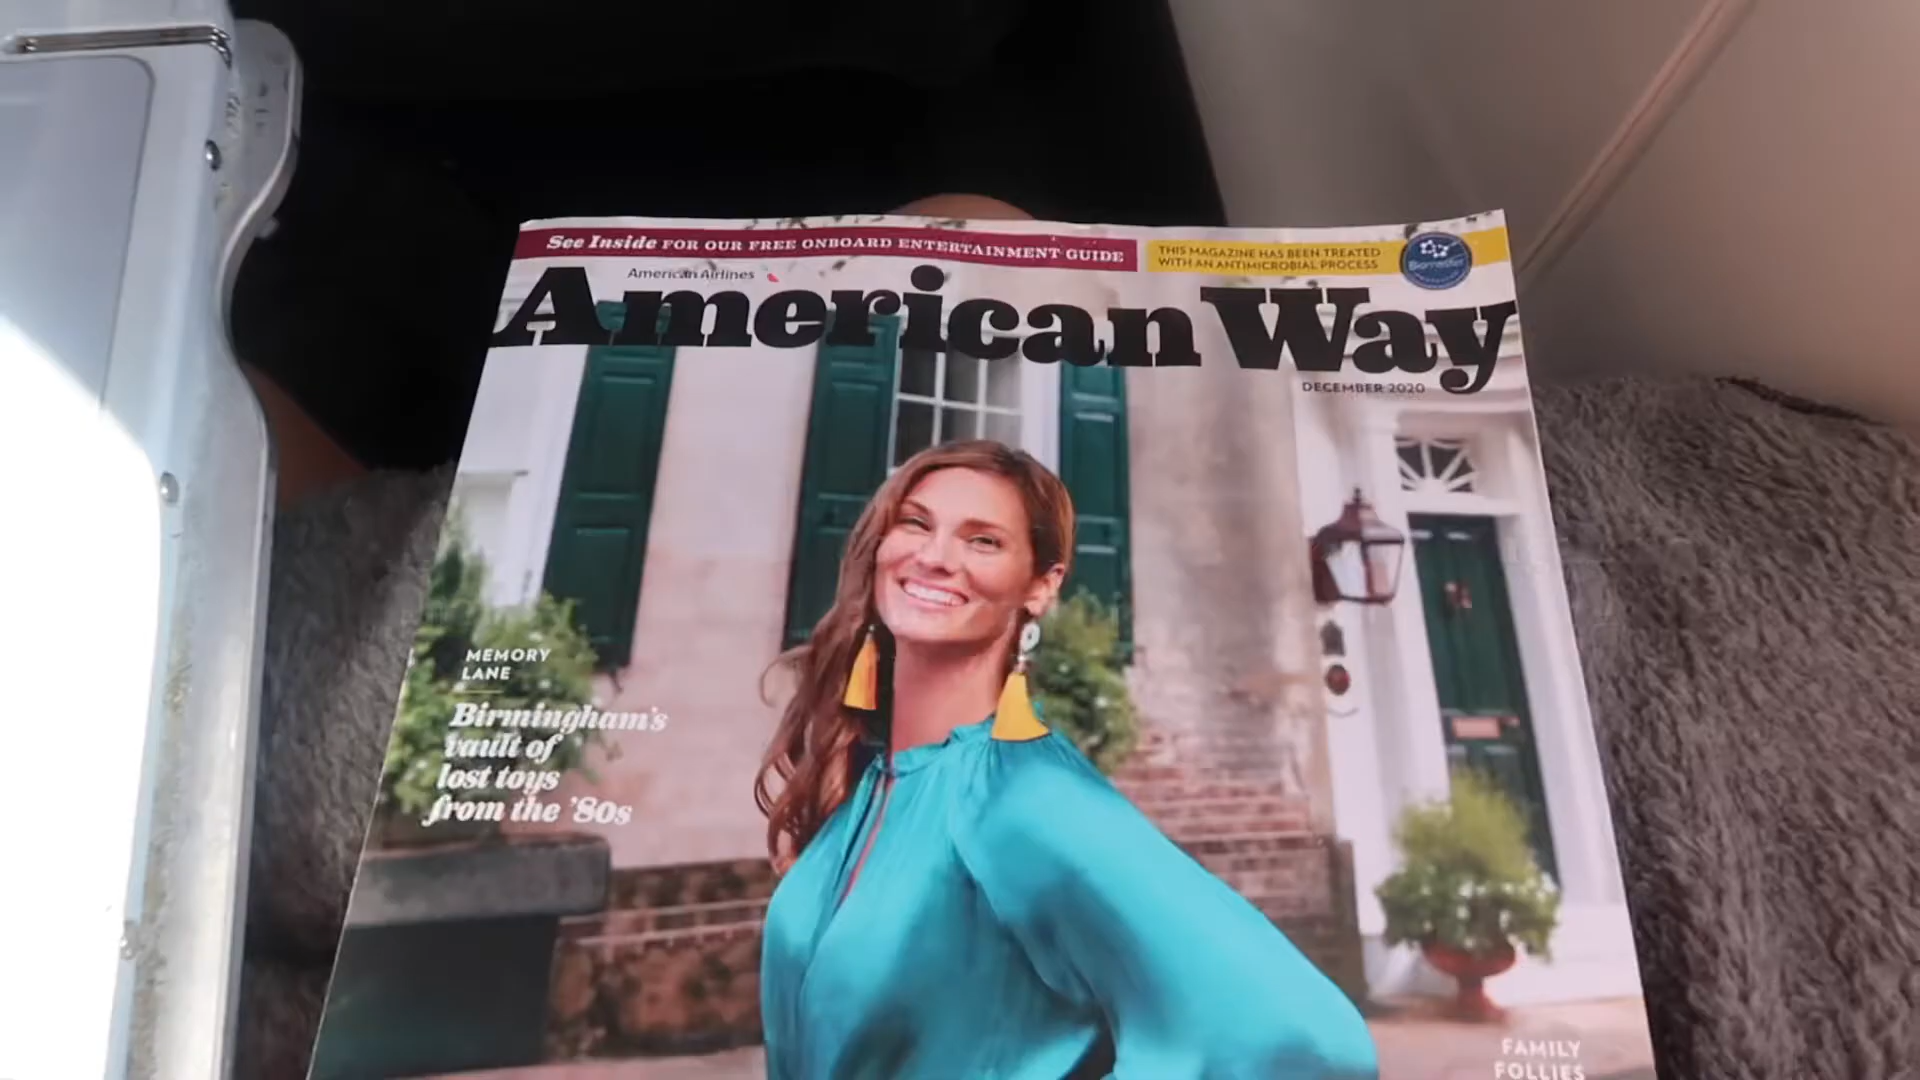 See Inside FOR OUR FREE ONBOARD ENTERTAINMENT GUIDE
THIS MAGAZINE HAS BEEN TREATED
WITH AN ANTIMICROBIAL PROCESS
American Airlines
American Way
DECEMBER 2020
MEMORY
LANE
Birmingham's
vault of
lost toys
from the '80s
FAMILY
FOLLIES